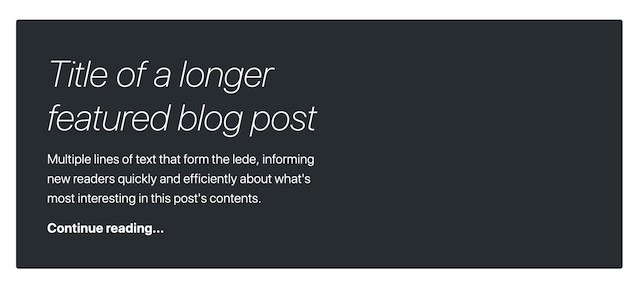 Title of a longer
featured blog post
Multiple lines of text that form the lede, informing
new readers quickly and efficiently about what's
most interesting in this post's contents.
Continue reading...